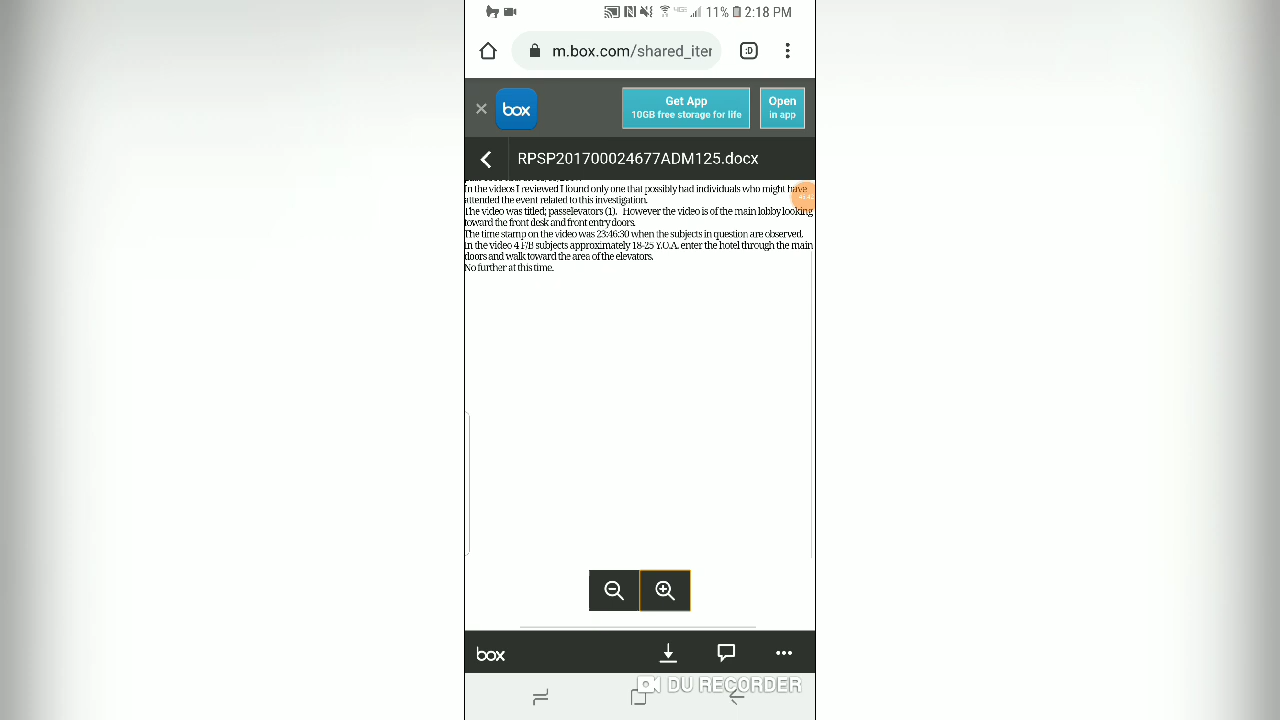 11% 2:18 PM
m.box.com/shared_iter
:D
box
Get App
10GB free storage for life
Open
in app
RPSP201700024677ADM125.docx
In the videos I reviewed I found only one that possibly had individuals who might have
attended the event related to this investigation.
The video was titled; passelevators (1). However the video is of the main lobby looking
toward the front desk and front entry doors.
The time stamp on the video was 23:46:30 when the subjects in question are observed.
In the video 4 F/B subjects approximately 18-25 Y.O.A. enter the hotel through the main
doors and walk toward the area of the elevators.
No further at this time.
box
DU RECORDER